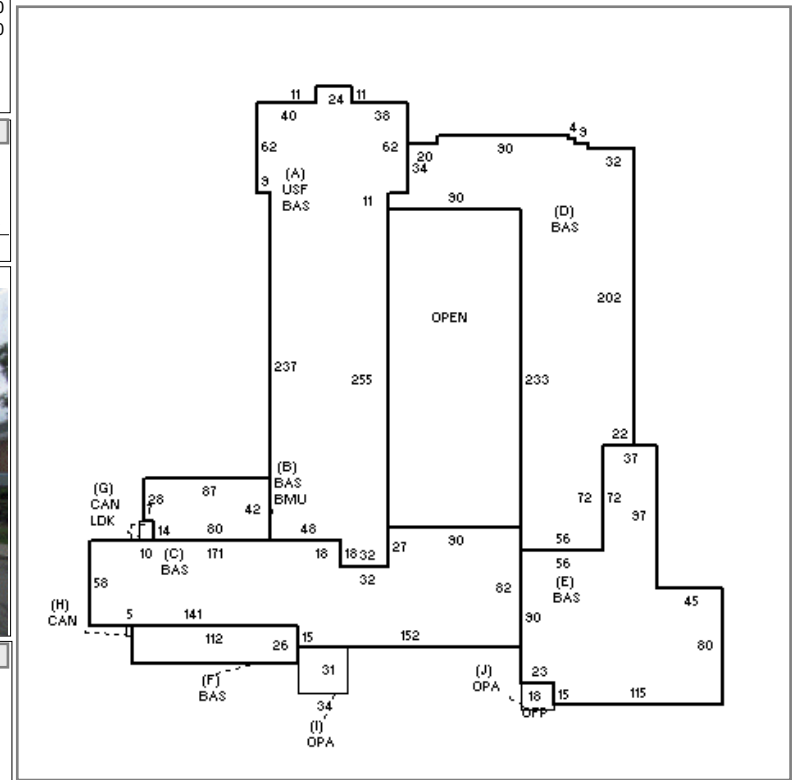 0
0
11 24 11
40 38
62 62
9
(A)
USF
BAS
11
20
34
90
4 9
32
90
(D)
BAS
OPEN
202
237
255
233
22
37
(B)
BAS
BMU
87
(G)
CAN
LDK
28
7
42
14
80
48
72 72
97
10
(C)
BAS
171
18
18 32
32
27
90
56
56
(E)
BAS
58
82
90
45
(H)
CAN
5
141
112
26
15
152
80
(F)
BAS
31
34
(I)
OPA
(J)
OPA
23
18
15
115
OFP